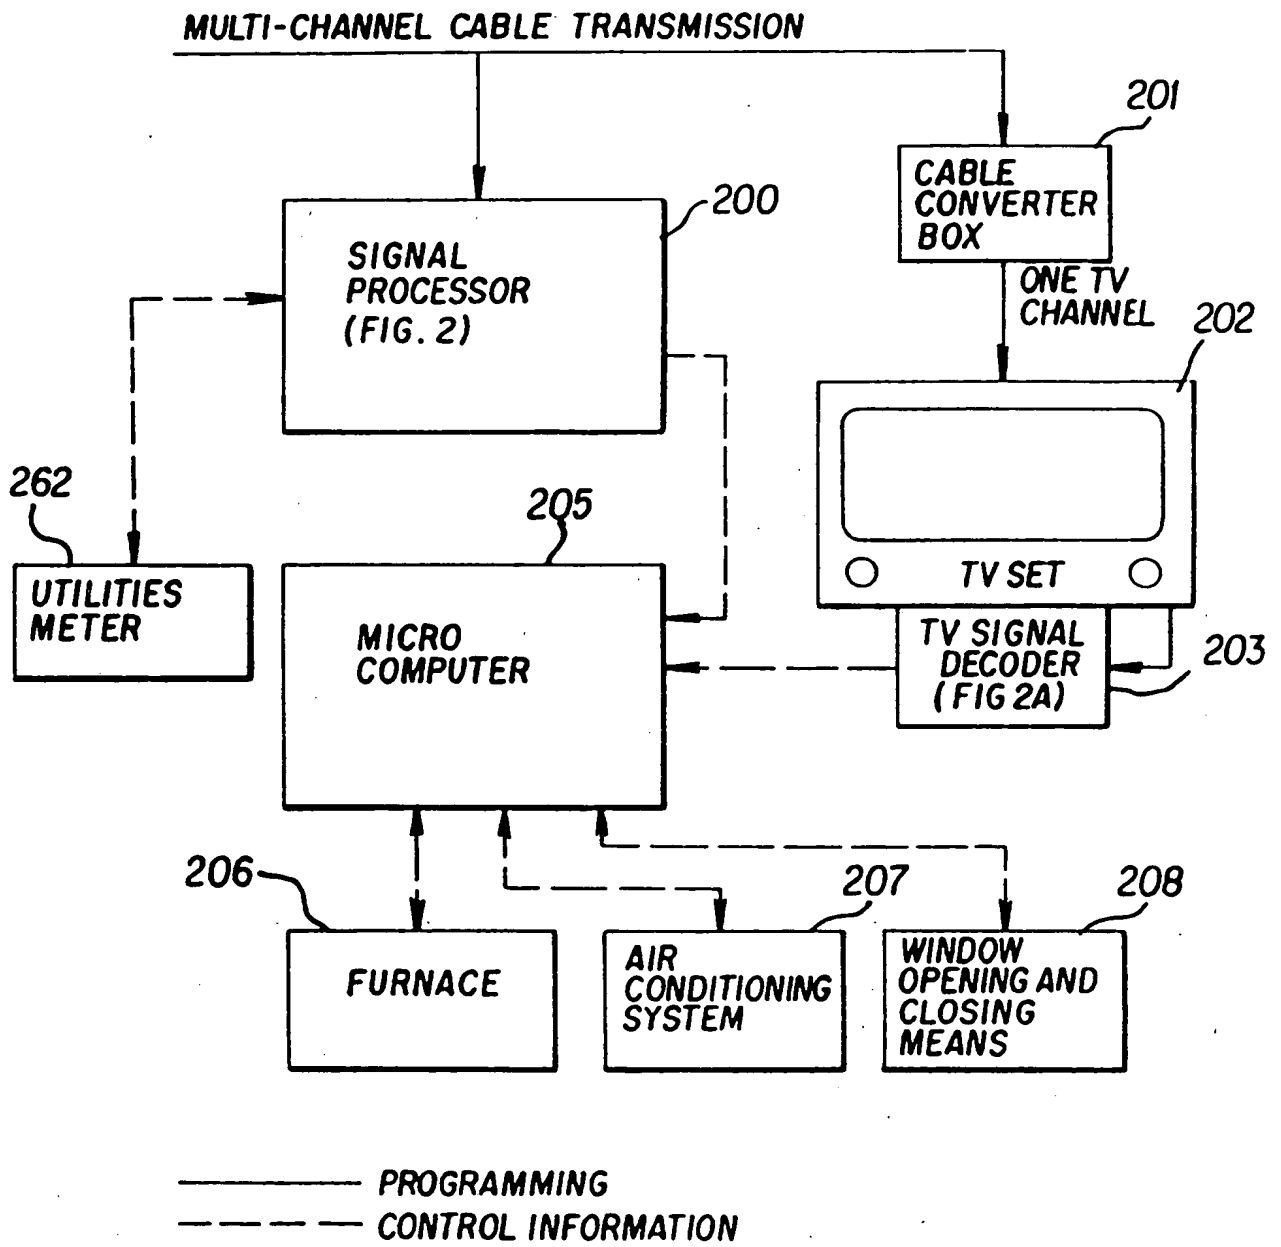 MULTI-CHANNEL CABLE TRANSMISSION
201
CABLE
CONVERTER
BOX
200
SIGNAL
PROCESSOR
(FIG. 2)
ONE TV
CHANNEL
202
262
UTILITIES
METER
205
MICRO
COMPUTER
TV SET
TV SIGNAL
DECODER
(FIG 2A)
203
206
FURNACE
207
AIR
CONDITIONING
SYSTEM
208
WINDOW
OPENING AND
CLOSING
MEANS
PROGRAMMING
CONTROL INFORMATION